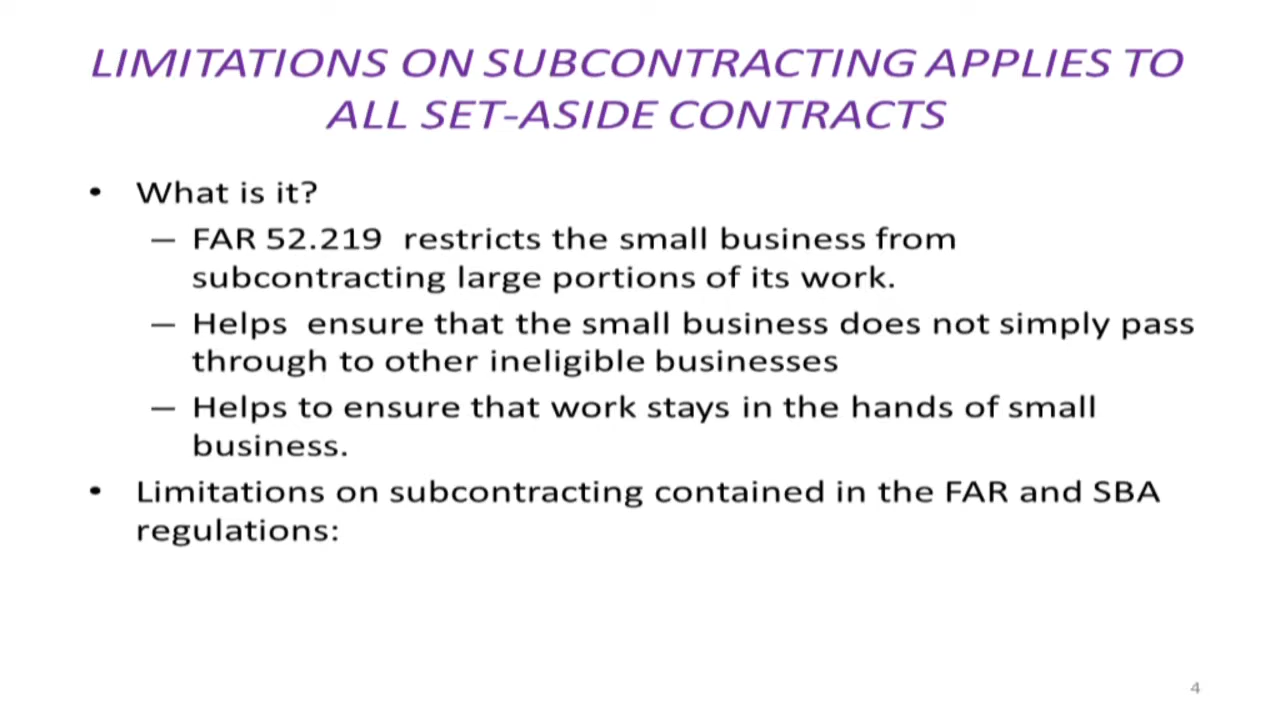 LIMITATIONS ON SUBCONTRACTING APPLIES TO
ALL SET-ASIDE CONTRACTS
• What is it?
– FAR 52.219 restricts the small business from
subcontracting large portions of its work.
– Helps ensure that the small business does not simply pass
through to other ineligible businesses
– Helps to ensure that work stays in the hands of small
business.
• Limitations on subcontracting contained in the FAR and SBA
regulations:
4